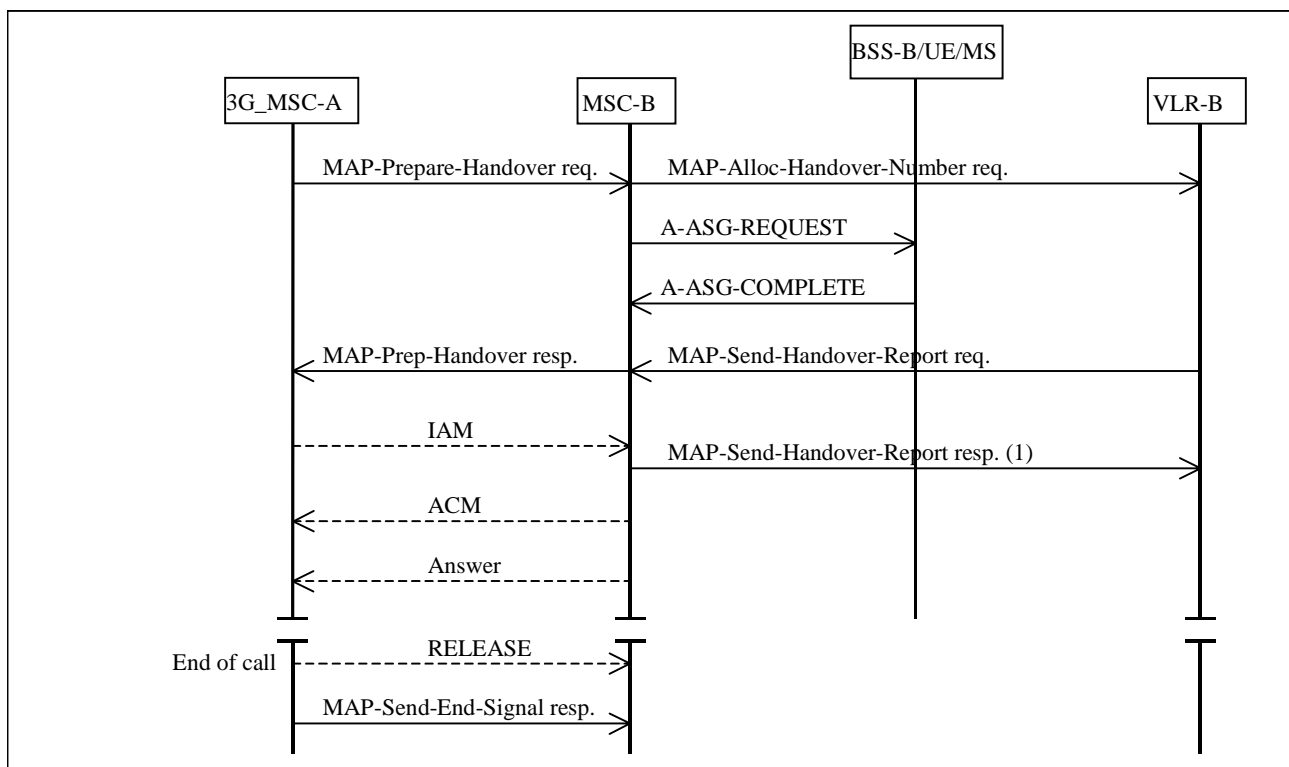 BSS-B/UE/MS
3G_MSC-A
MSC-B
VLR-B
MAP-Prepare-Handover req.
MAP-Alloc-Handover-Number req.
A-ASG-REQUEST
A-ASG-COMPLETE
MAP-Prep-Handover resp.
MAP-Send-Handover-Report req.
IAM
MAP-Send-Handover-Report resp. (1)
ACM
Answer
End of call
RELEASE
MAP-Send-End-Signal resp.